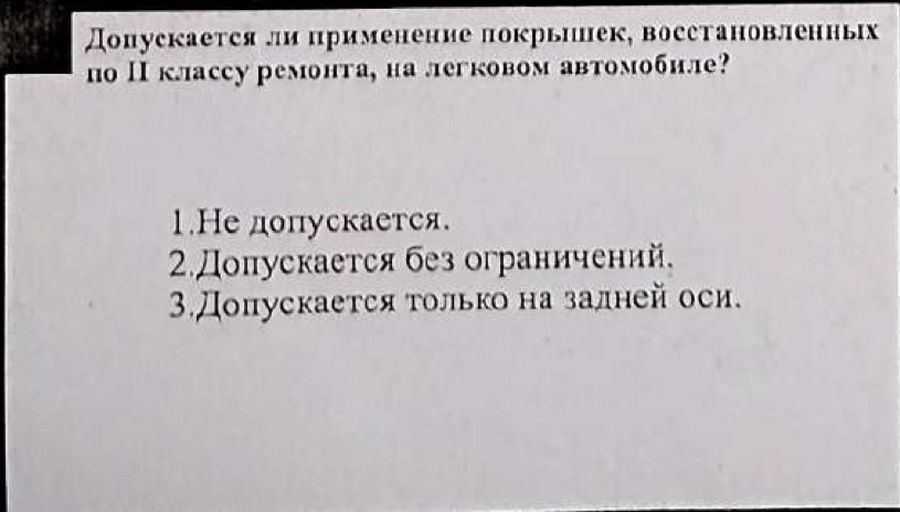 Допускается ли применение покрышек, восстановленных
по II классу ремонта, на легковом автомобиле?
1.Не допускается.
2.Допускается без ограничений.
3.Допускается только на задней оси.